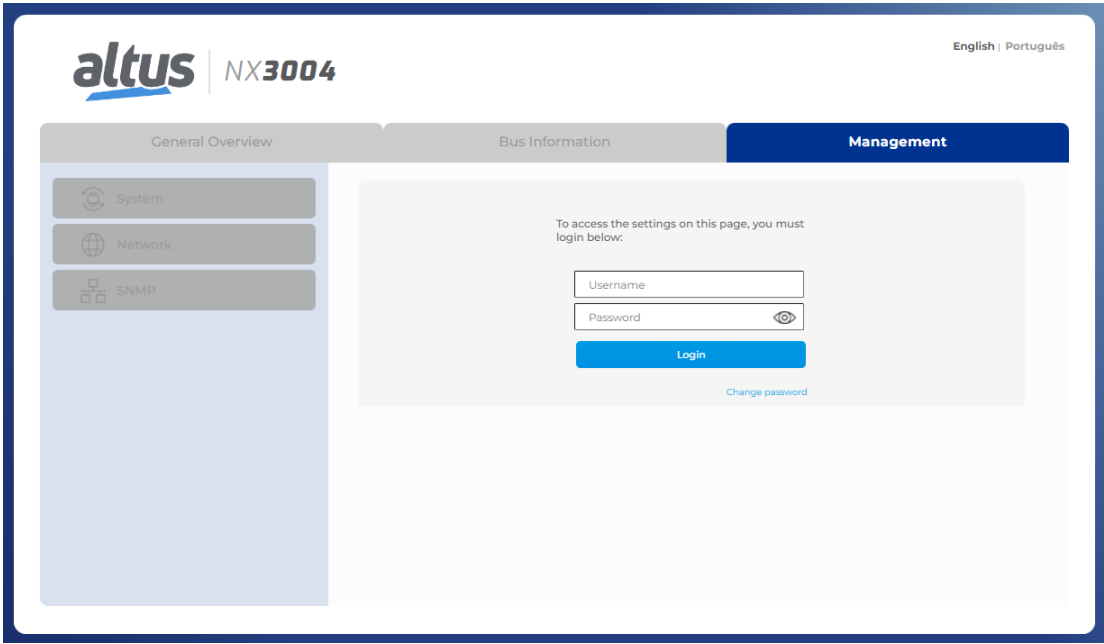 English | Português
altus | NX3004
General Overview
Bus Information
Management
System
Network
SNMP
To access the settings on this page, you must
login below:
Username
Password
Login
Change password